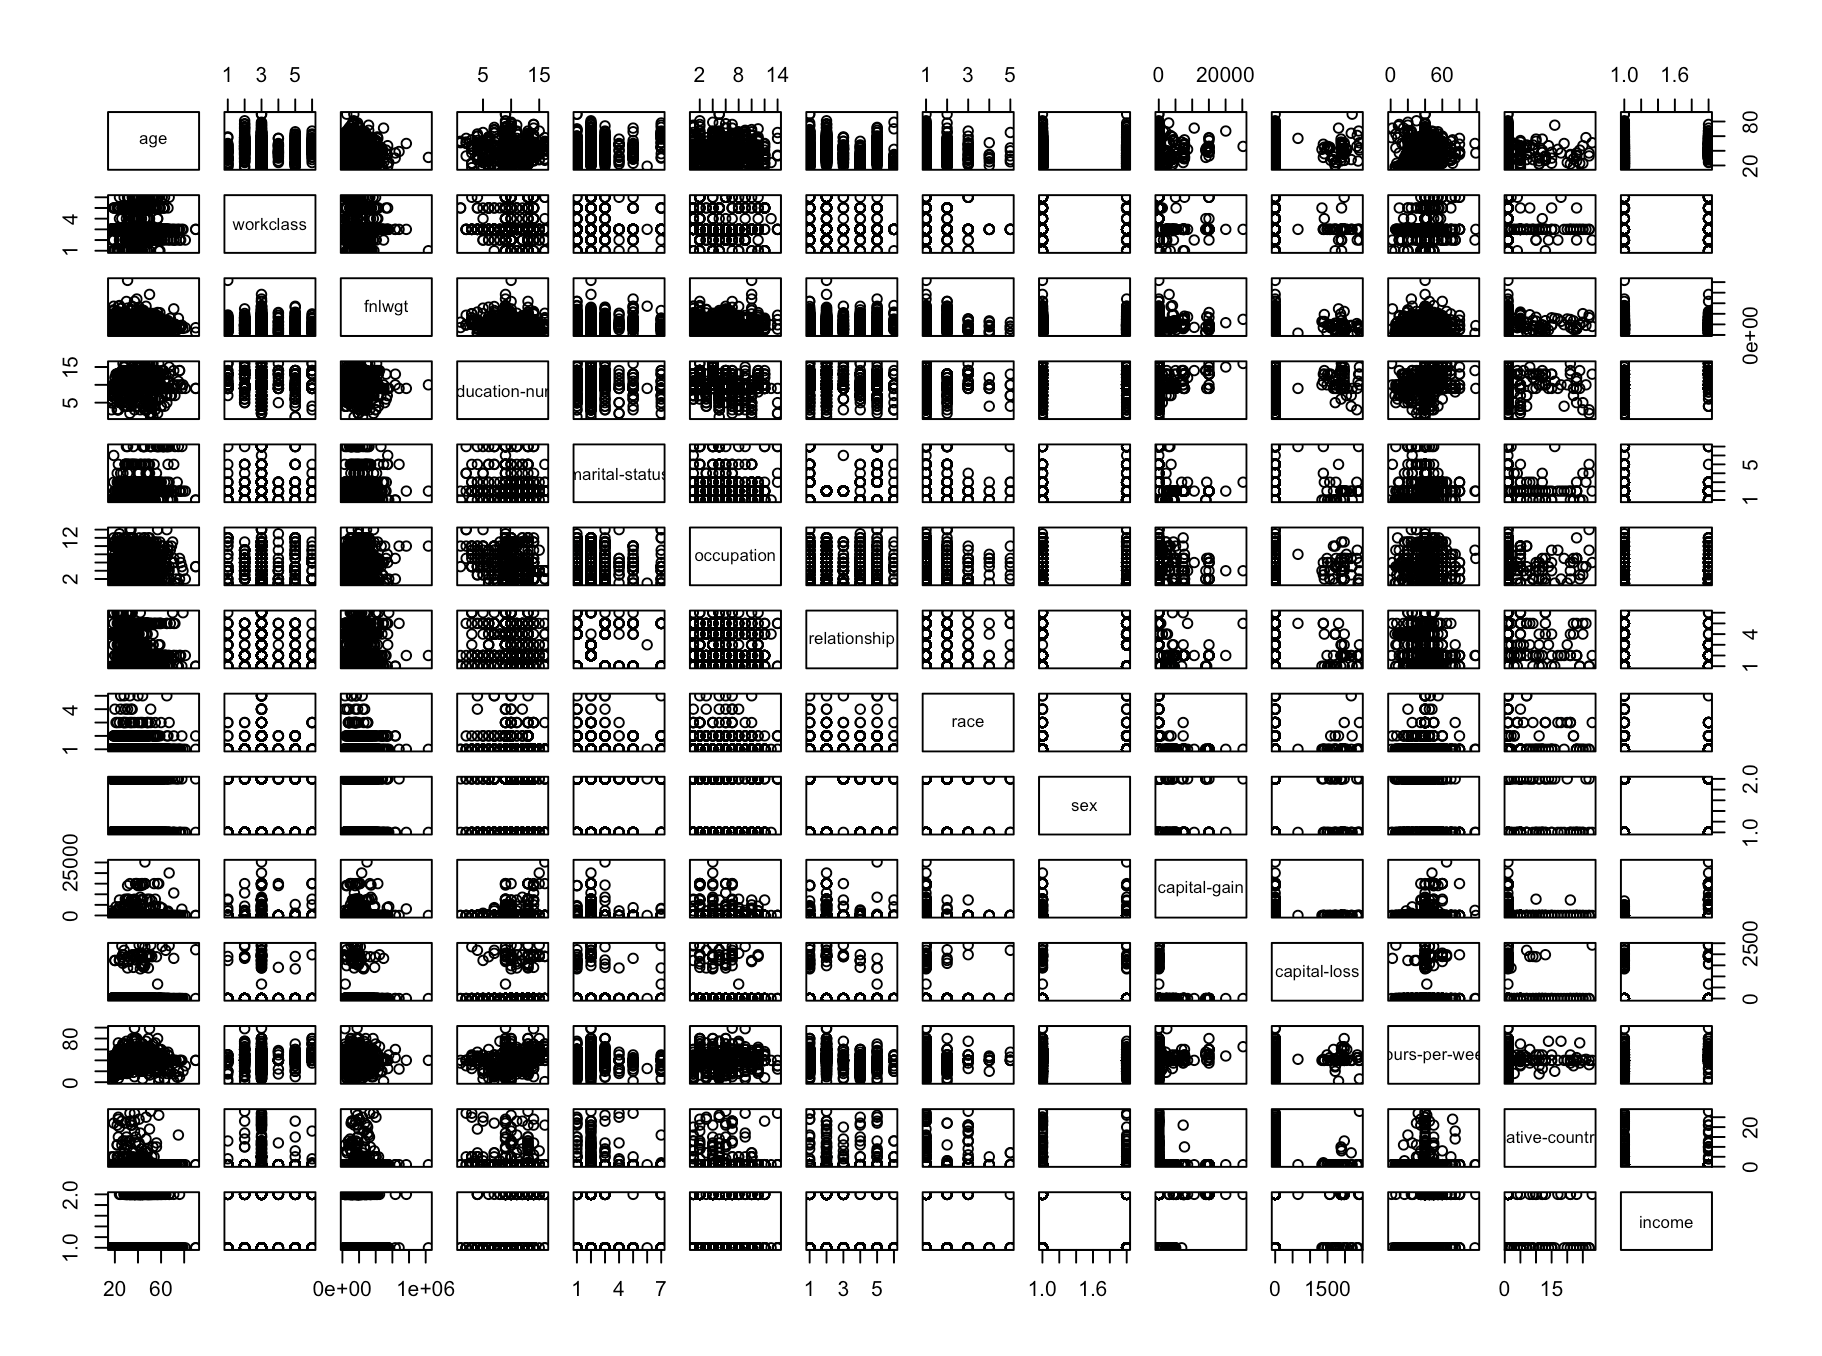 1 3 5 5 15 2 8 14 1 3 5 0 20000 0 60 1.0 1.6
age 20 80
1 4 workclass
fnlwgt 0e+00
5 15 ducation-nur
marital-status 1 5
2 12 occupation
relationship 1 4
1 4 race
sex 1.0 2.0
0 25000 capital-gain
capital-loss 0 2500
0 80 ours-per-wee
ative-countr 0 20
1.0 2.0 income
20 60 0e+00 1e+06 1 4 7 1 3 5 1.0 1.6 0 1500 0 15